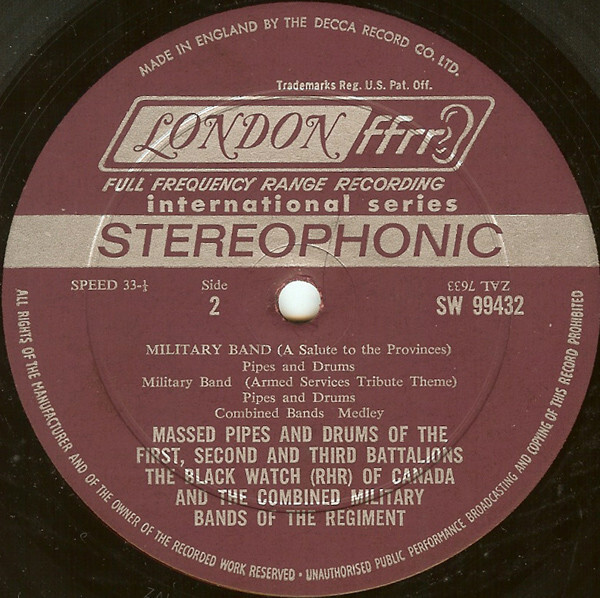 MADE IN ENGLAND BY THE DECCA RECORD CO. LTD.
Trademarks Reg. U.S. Pat. Off.
LONDON ffrr
FULL FREQUENCY RANGE RECORDING
international series
STEREOPHONIC
SPEED 33-⅓ Side ZAL 7633
2 SW 99432
MILITARY BAND (A Salute to the Provinces)
Pipes and Drums
Military Band (Armed Services Tribute Theme)
Pipes and Drums
Combined Bands Medley
MASSED PIPES AND DRUMS OF THE
FIRST, SECOND AND THIRD BATTALIONS
THE BLACK WATCH (RHR) OF CANADA
AND THE COMBINED MILITARY
BANDS OF THE REGIMENT
ALL RIGHTS OF THE MANUFACTURER AND OF THE OWNER OF THE RECORDED WORK RESERVED • UNAUTHORISED PUBLIC PERFORMANCE BROADCASTING AND COPYING OF THIS RECORD PROHIBITED